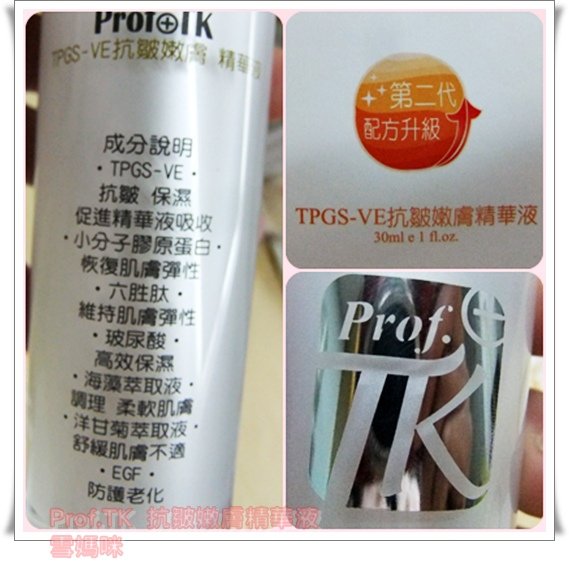 Prof.TK
TPGS-VE抗皺嫩膚 精華液
成分說明
·TPGS-VE·
抗皺 保濕
促進精華液吸收
·小分子膠原蛋白·
恢復肌膚彈性
·六胜肽·
維持肌膚彈性
·玻尿酸·
高效保濕
·海藻萃取液·
調理 柔軟肌膚
·洋甘菊萃取液·
舒緩肌膚不適
·EGF·
防護老化
第二代
配方升級
TPGS-VE抗皺嫩膚精華液
30ml e 1 fl.oz.
Prof.
TK
Prof.TK 抗皺嫩膚精華液
雲媽咪